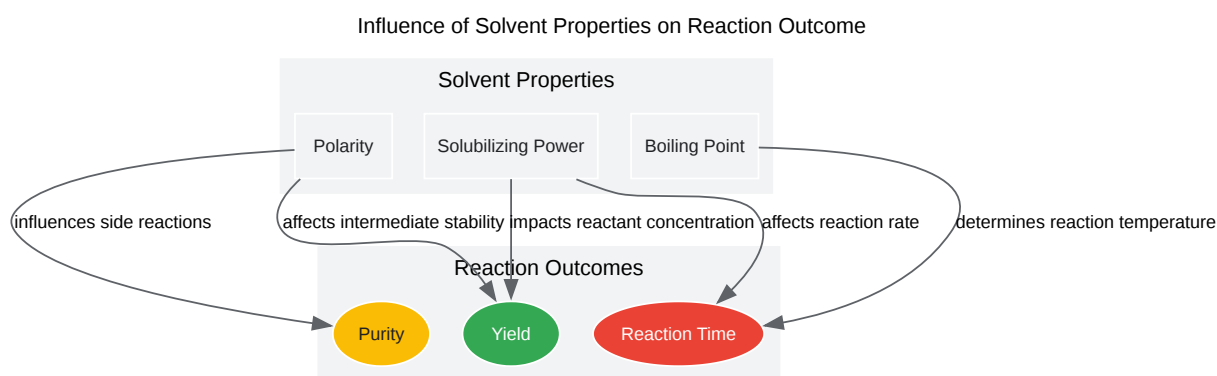 Influence of Solvent Properties on Reaction Outcome
Solvent Properties
Polarity
Solubilizing Power
Boiling Point
influences side reactions
affects intermediate stability
impacts reactant concentration
affects reaction rate
determines reaction temperature
Reaction Outcomes
Purity
Yield
Reaction Time